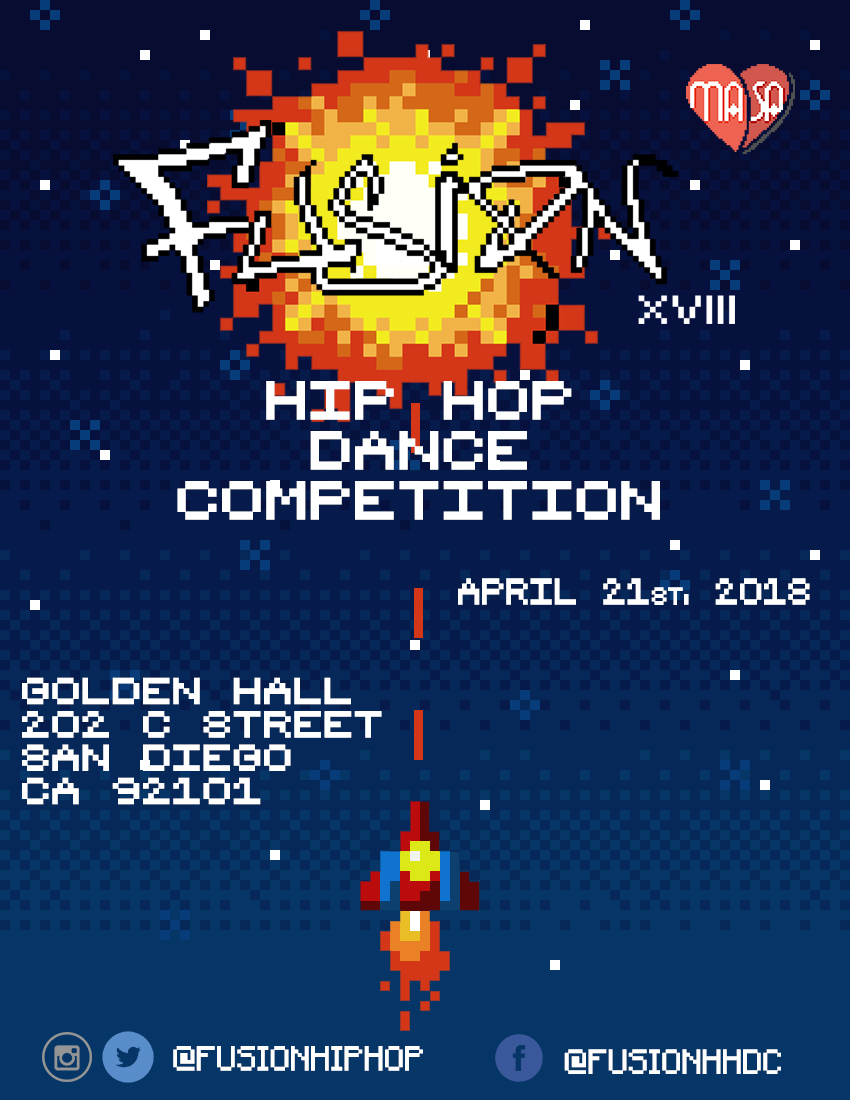 MASA
FUSION
XVIII
HIP HOP
DANCE
COMPETITION
APRIL 21ST, 2018
GOLDEN HALL
202 C STREET
SAN DIEGO
CA 92101
@FUSIONHIPHOP
@FUSIONHHDC